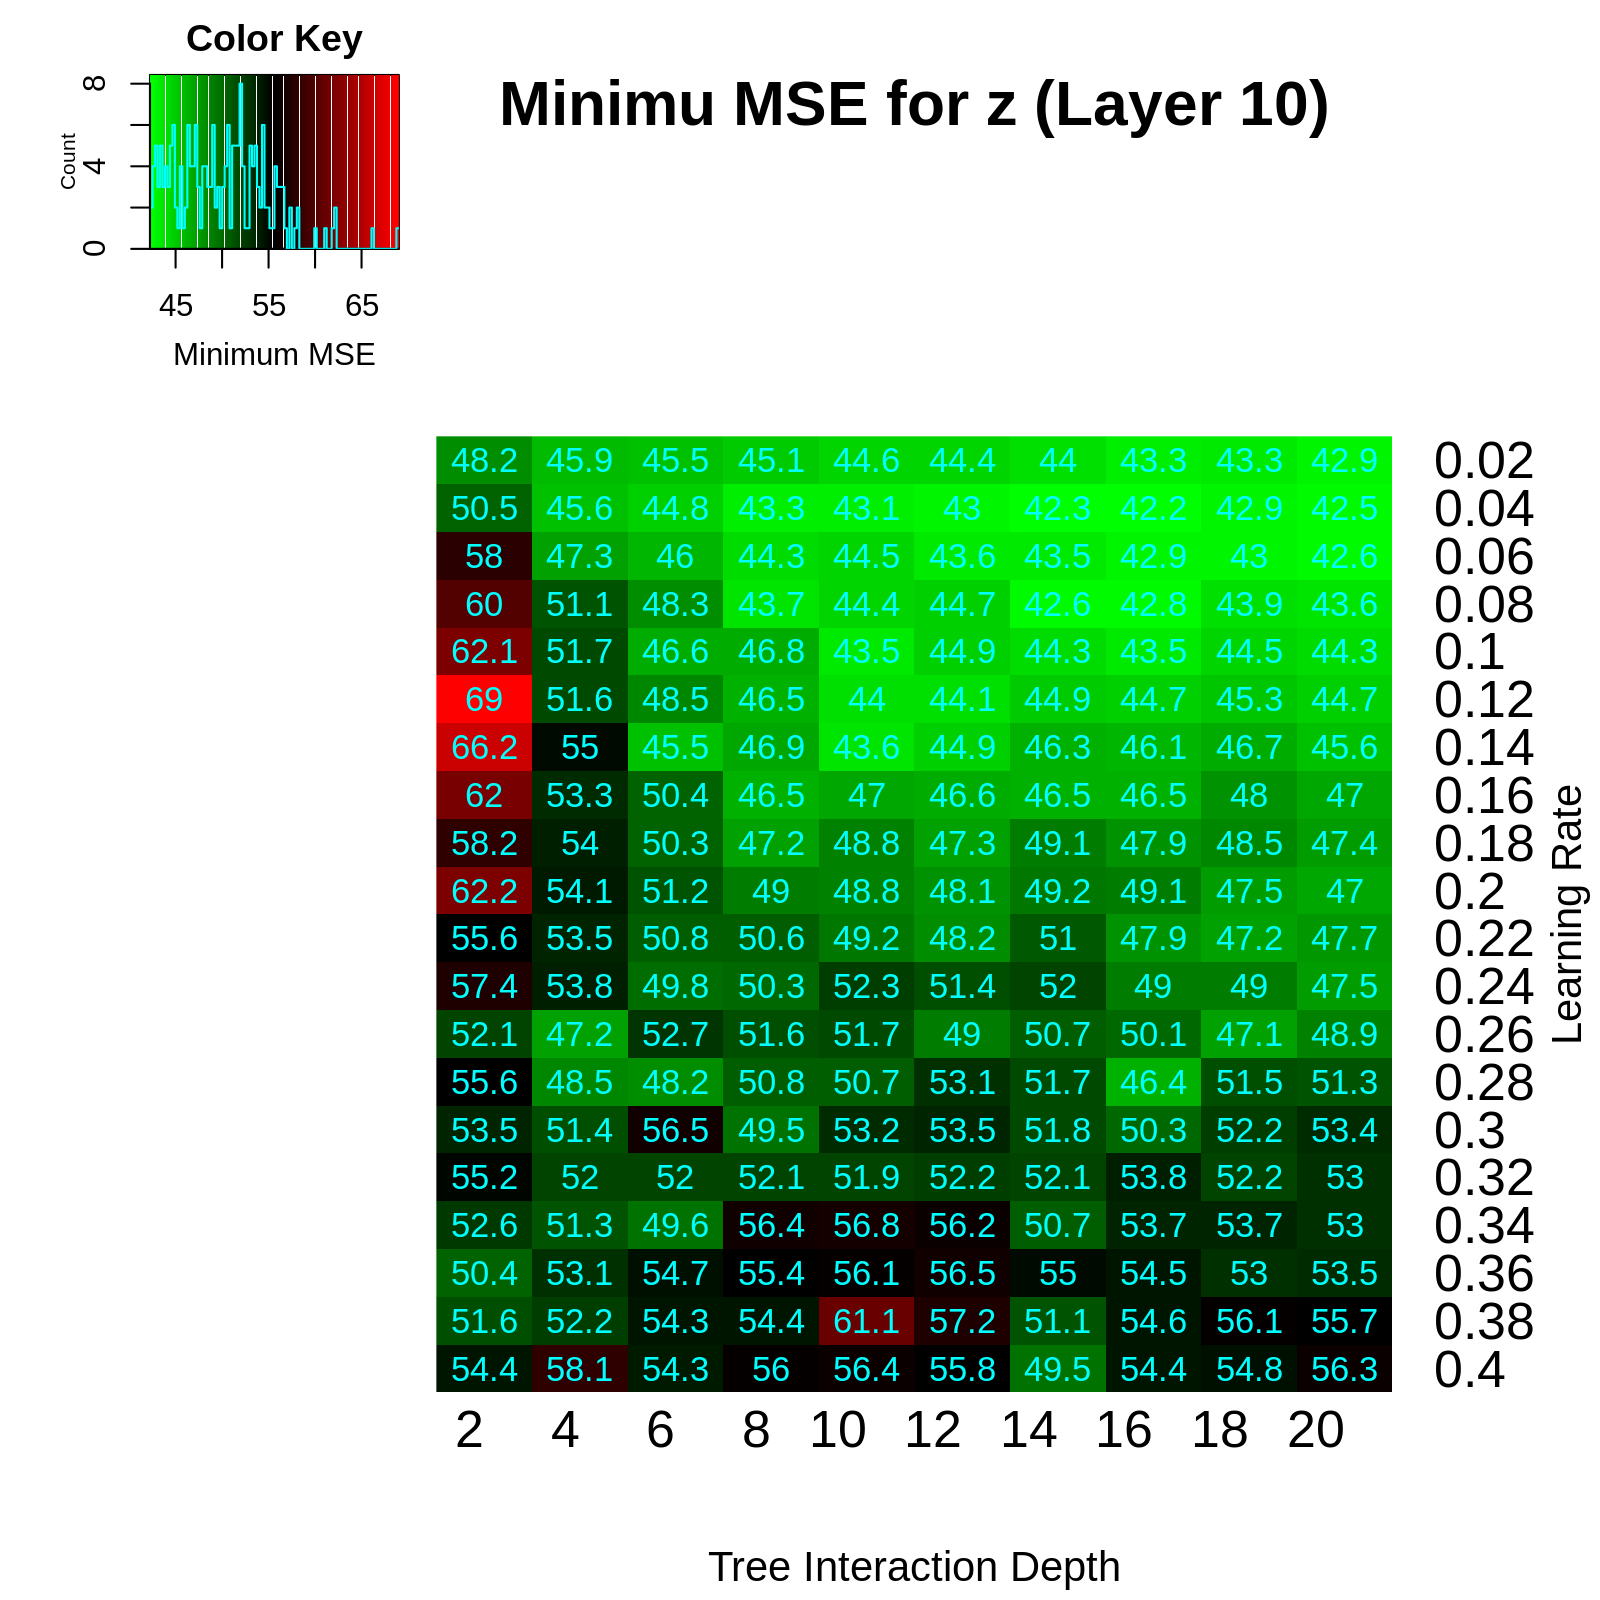 Color Key
Minimu MSE for z (Layer 10)
Count
0 4 8
45 55 65
Minimum MSE
48.2 45.9 45.5 45.1 44.6 44.4 44 43.3 43.3 42.9 0.02
50.5 45.6 44.8 43.3 43.1 43 42.3 42.2 42.9 42.5 0.04
58 47.3 46 44.3 44.5 43.6 43.5 42.9 43 42.6 0.06
60 51.1 48.3 43.7 44.4 44.7 42.6 42.8 43.9 43.6 0.08
62.1 51.7 46.6 46.8 43.5 44.9 44.3 43.5 44.5 44.3 0.1
69 51.6 48.5 46.5 44 44.1 44.9 44.7 45.3 44.7 0.12
66.2 55 45.5 46.9 43.6 44.9 46.3 46.1 46.7 45.6 0.14
62 53.3 50.4 46.5 47 46.6 46.5 46.5 48 47 0.16
58.2 54 50.3 47.2 48.8 47.3 49.1 47.9 48.5 47.4 0.18
62.2 54.1 51.2 49 48.8 48.1 49.2 49.1 47.5 47 0.2
55.6 53.5 50.8 50.6 49.2 48.2 51 47.9 47.2 47.7 0.22
57.4 53.8 49.8 50.3 52.3 51.4 52 49 49 47.5 0.24
52.1 47.2 52.7 51.6 51.7 49 50.7 50.1 47.1 48.9 0.26
55.6 48.5 48.2 50.8 50.7 53.1 51.7 46.4 51.5 51.3 0.28
53.5 51.4 56.5 49.5 53.2 53.5 51.8 50.3 52.2 53.4 0.3
55.2 52 52 52.1 51.9 52.2 52.1 53.8 52.2 53 0.32
52.6 51.3 49.6 56.4 56.8 56.2 50.7 53.7 53.7 53 0.34
50.4 53.1 54.7 55.4 56.1 56.5 55 54.5 53 53.5 0.36
51.6 52.2 54.3 54.4 61.1 57.2 51.1 54.6 56.1 55.7 0.38
54.4 58.1 54.3 56 56.4 55.8 49.5 54.4 54.8 56.3 0.4
Learning Rate
2 4 6 8 10 12 14 16 18 20
Tree Interaction Depth